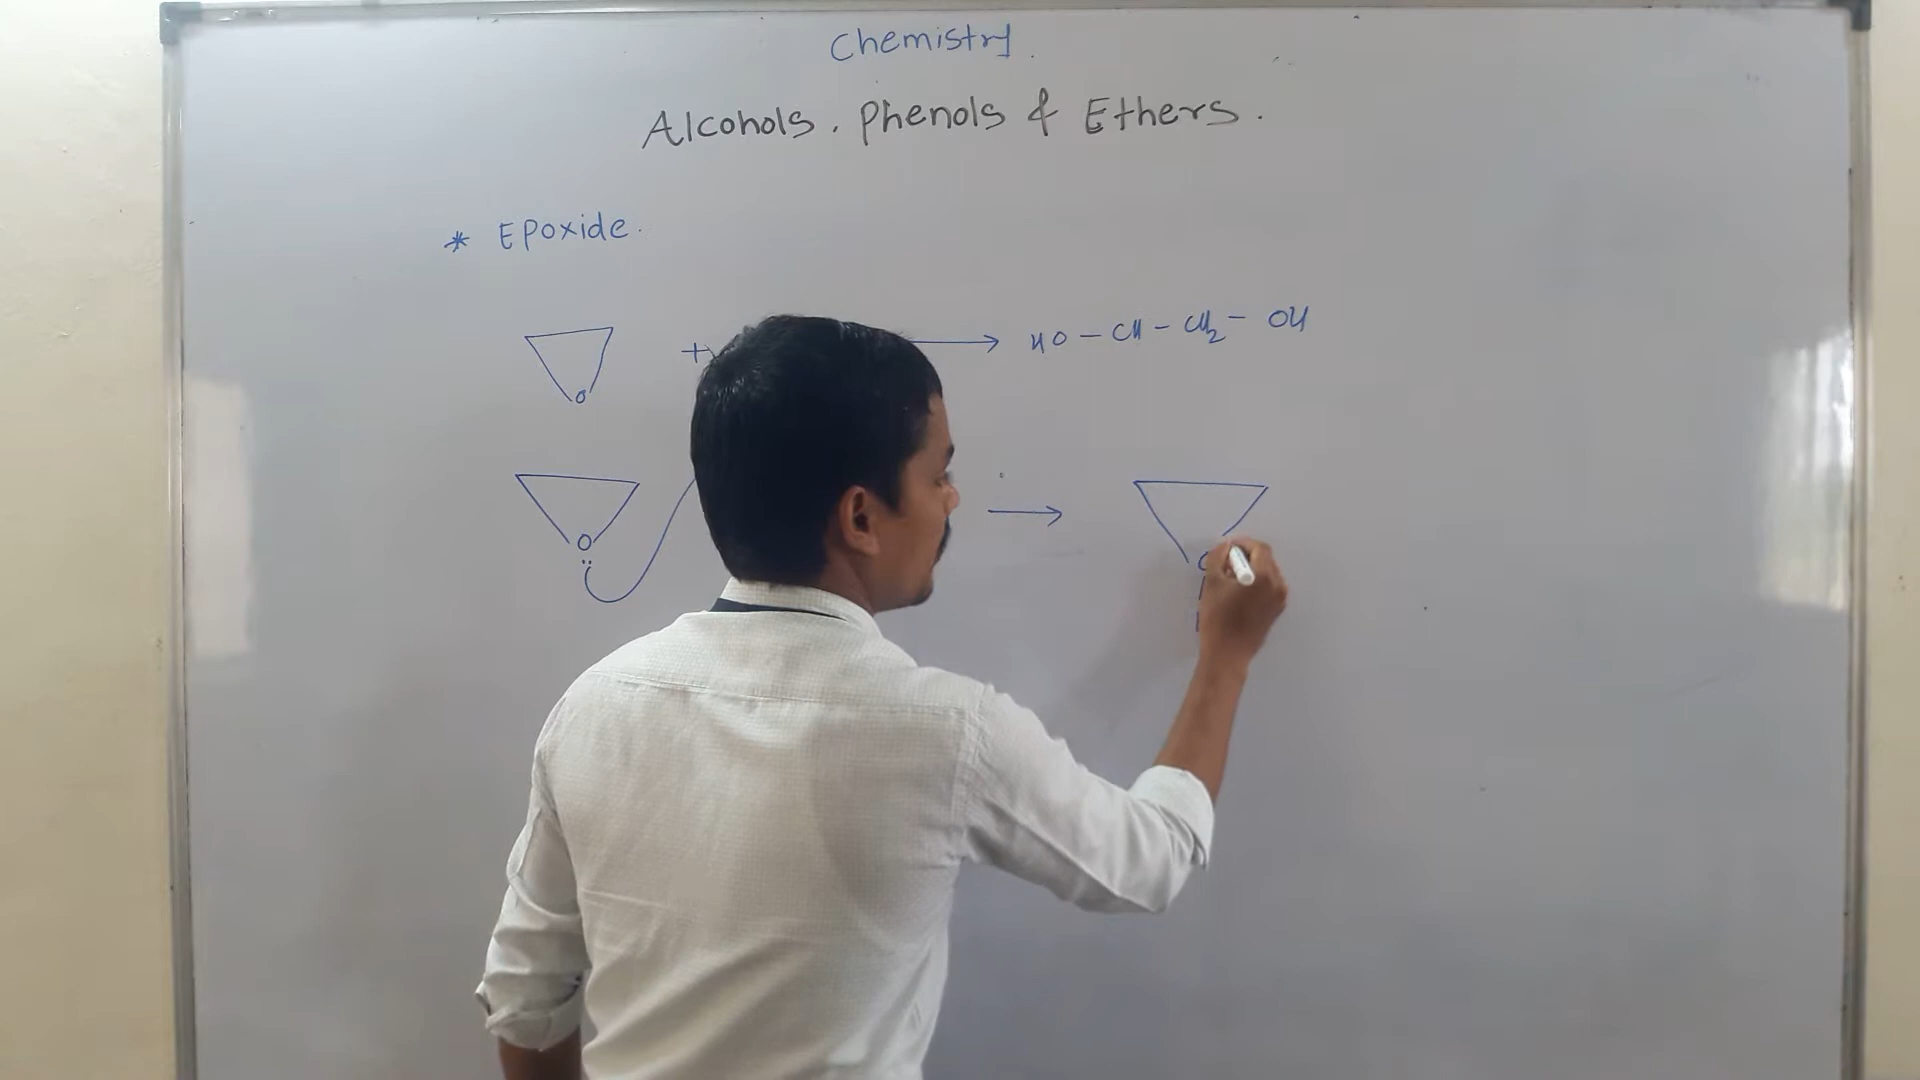 Chemistry.
Alcohols, Phenols & Ethers.
* Epoxide.
O + → HO - CH - CH2 - OH
O →